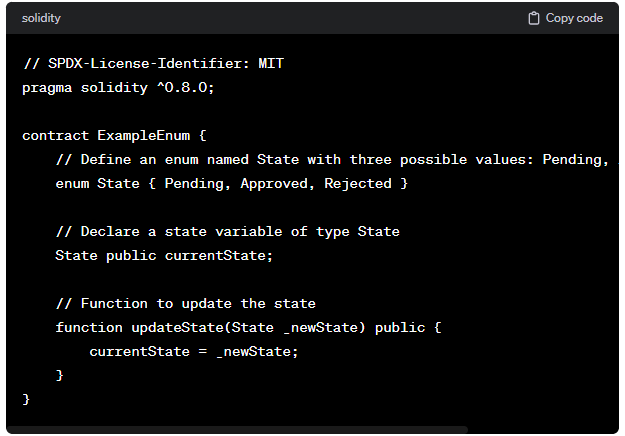 solidity
Copy code
// SPDX-License-Identifier: MIT
pragma solidity ^0.8.0;
contract ExampleEnum {
    // Define an enum named State with three possible values: Pending,
    enum State { Pending, Approved, Rejected }
    // Declare a state variable of type State
    State public currentState;
    // Function to update the state
    function updateState(State _newState) public {
        currentState = _newState;
    }
}